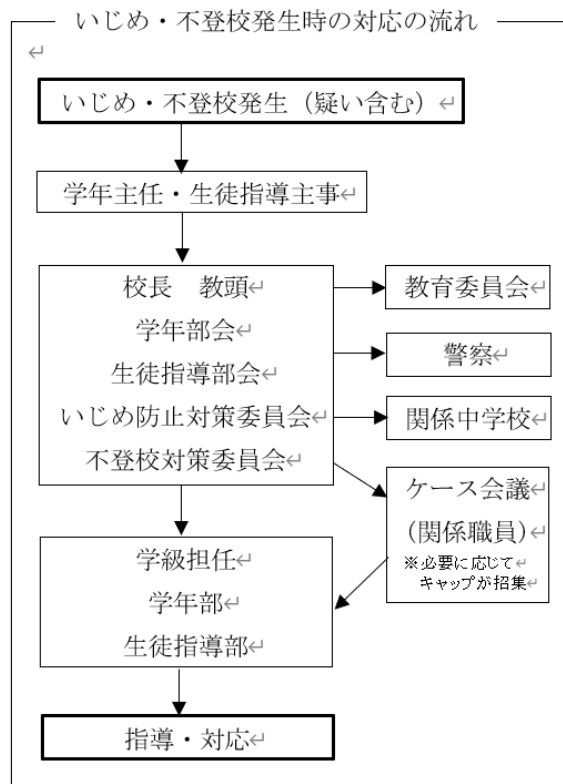 いじめ・不登校発生時の対応の流れ
いじめ・不登校発生（疑い含む）
学年主任・生徒指導主事
校長　教頭
学年部会
生徒指導部会
いじめ防止対策委員会
不登校対策委員会
教育委員会
警察
関係中学校
ケース会議
（関係職員）
※必要に応じて
キャップが招集
学級担任
学年部
生徒指導部
指導・対応